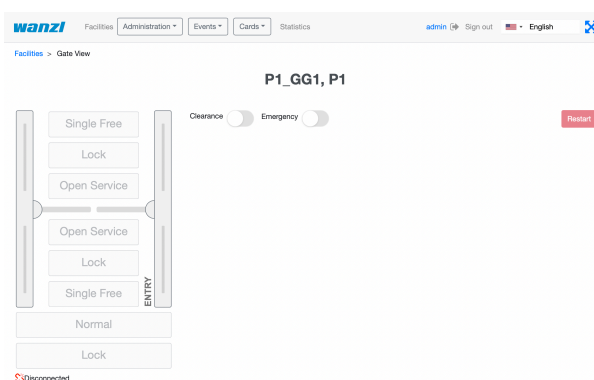 wanzl Facilities Administration Events Cards Statistics admin Sign out English
Facilities > Gate View
P1_GG1, P1
Clearance Emergency Restart
Single Free
Lock
Open Service
Open Service
Lock
Single Free
ENTRY
Normal
Lock
Disconnected